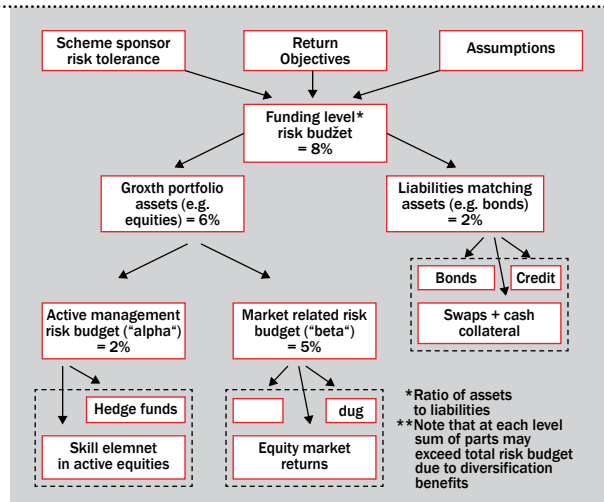 Scheme sponsor
risk tolerance
Return
Objectives
Assumptions
Funding level*
risk budžet
= 8%
Groxth portfolio
assets (e.g.
equities) = 6%
Liabilities matching
assets (e.g. bonds)
= 2%
Bonds
Credit
Swaps + cash
collateral
Active management
risk budget (“alpha“)
= 2%
Market related risk
budget (“beta“)
= 5%
Hedge funds
Skill elemnet
in active equities
dug
Equity market
returns
*Ratio of assets
to liabilities
**Note that at each level
sum of parts may
exceed total risk budget
due to diversification
benefits